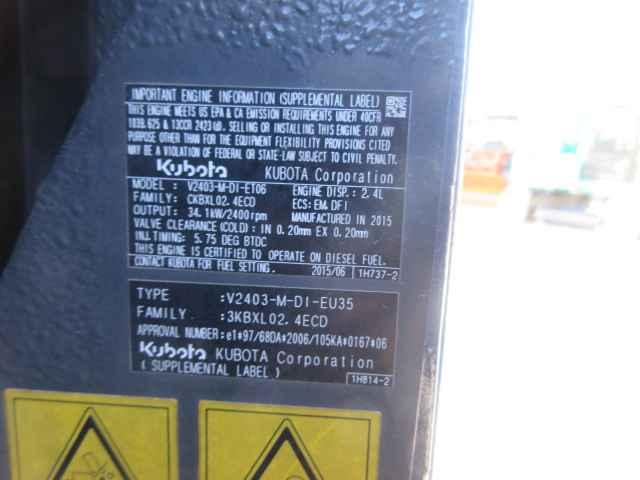 IMPORTANT ENGINE INFORMATION (SUPPLEMENTAL LABEL)
THIS ENGINE MEETS US EPA & CA EMISSION REQUIREMENTS UNDER 40CFR
1039.625 & 13CCR 2423(d). SELLING OR INSTALLING THIS ENGINE FOR ANY
PURPOSE OTHER THAN FOR THE EQUIPMENT FLEXIBILITY PROVISIONS CITED
MAY BE A VIOLATION OF FEDERAL OR STATE-LAW SUBJECT TO CIVIL PENALTY.
Kubota KUBOTA Corporation
MODEL : V2403-M-DI-ET06 ENGINE DISP.: 2.4L
FAMILY: CKBXL02.4ECD ECS:EM,DFI
OUTPUT: 34.1kW/2400rpm MANUFACTURED IN 2015
VALVE CLEARANCE (COLD): IN 0.20mm EX 0.20mm
INJ.TIMING: 5.75 DEG BTDC
THIS ENGINE IS CERTIFIED TO OPERATE ON DIESEL FUEL.
CONTACT KUBOTA FOR FUEL SETTING. 2015/06 1H737-2
TYPE :V2403-M-DI-EU35
FAMILY :3KBXL02.4ECD
APPROVAL NUMBER:e1*97/68DA*2006/105KA*0167*06
Kubota KUBOTA Corporation
(SUPPLEMENTAL LABEL) 1H814-2